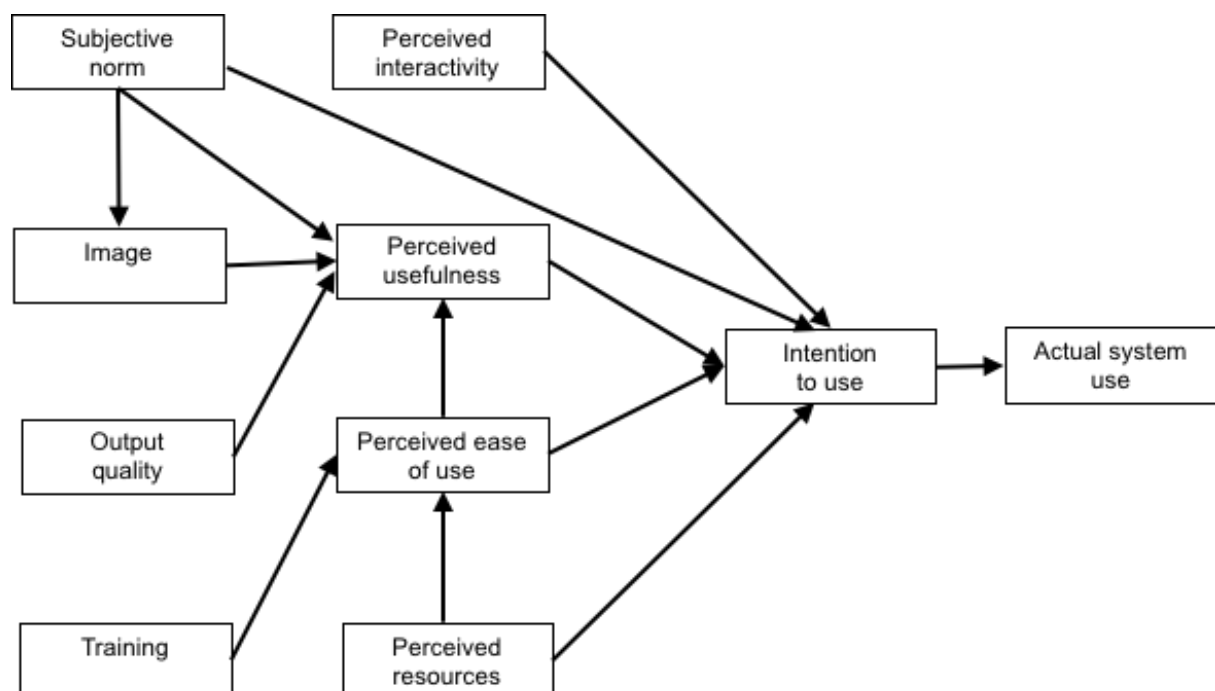 Subjective
norm
Perceived
interactivity
Image
Perceived
usefulness
Intention
to use
Actual system
use
Output
quality
Perceived ease
of use
Training
Perceived
resources